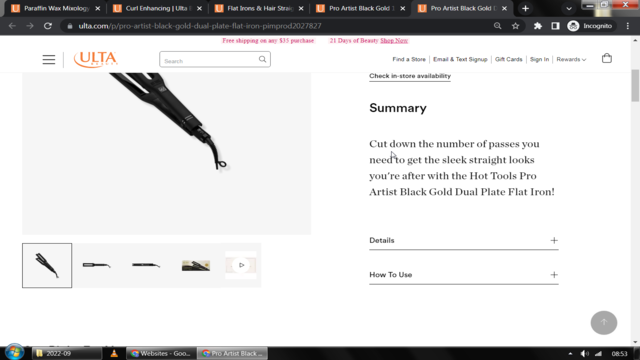 Paraffin Wax Mixology
Curl Enhancing | Ulta B
Flat Irons & Hair Straig
Pro Artist Black Gold D
Pro Artist Black Gold D
ulta.com/p/pro-artist-black-gold-dual-plate-flat-iron-pimprod2027827
Incognito
Free shipping on any $35 purchase
21 Days of Beauty Shop Now
ULTA
BEAUTY
Search
Find a Store
Email & Text Signup
Gift Cards
Sign In
Rewards
Check in-store availability
Summary
Cut down the number of passes you
need to get the sleek straight looks
you're after with the Hot Tools Pro
Artist Black Gold Dual Plate Flat Iron!
Details
How To Use
2022-09
Websites - Goo...
Pro Artist Black ...
08:53